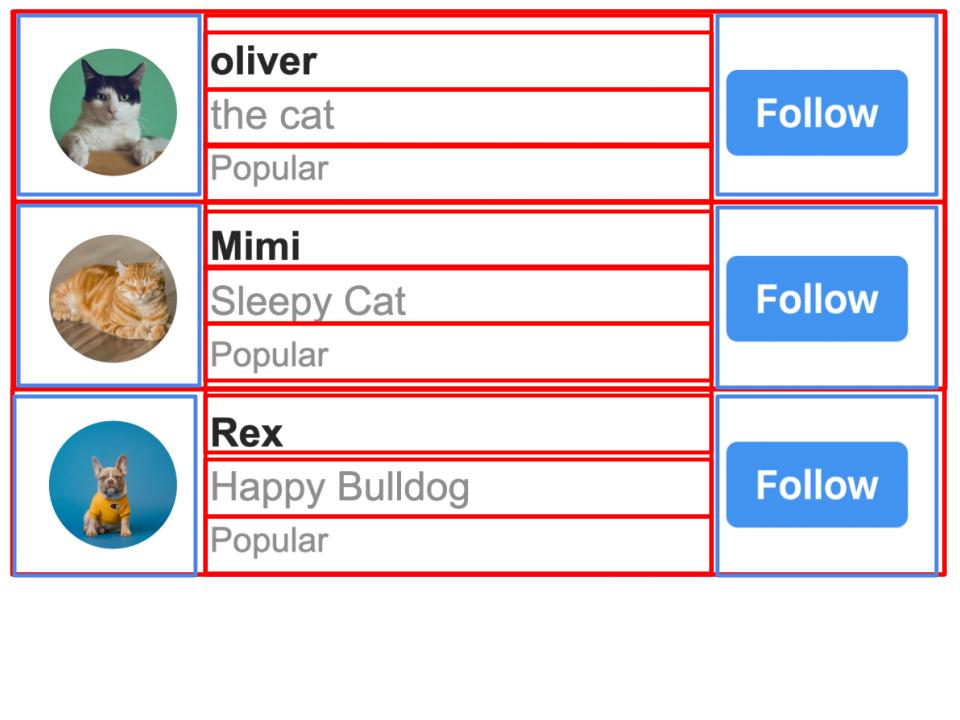 oliver
the cat
Popular
Follow
Mimi
Sleepy Cat
Popular
Follow
Rex
Happy Bulldog
Popular
Follow